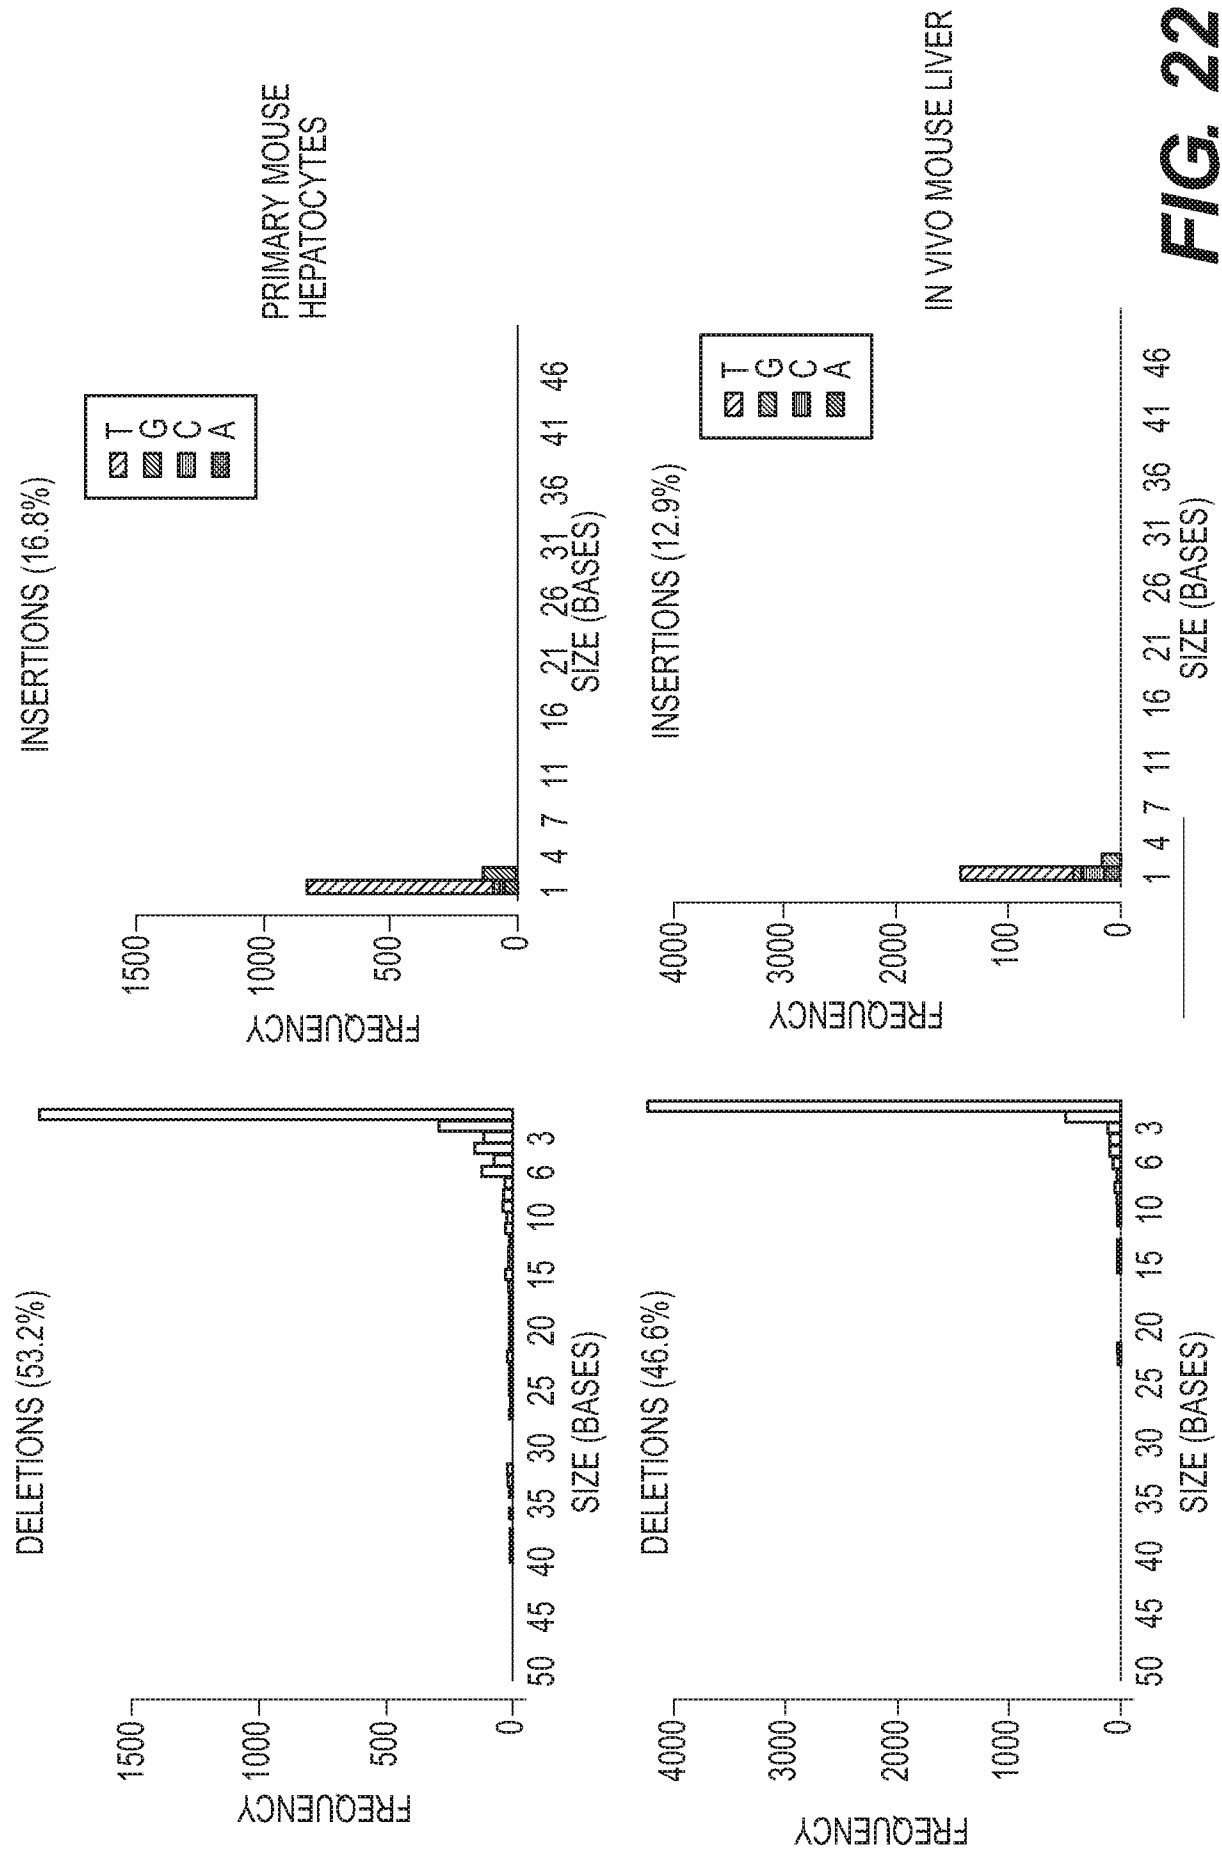 DELETIONS (53.2%)
FREQUENCY
1500
1000
500
0
50 45 40 35 30 25 20 15 10 6 3
SIZE (BASES)
INSERTIONS (16.8%)
FREQUENCY
1500
1000
500
0
T
G
C
A
1 4 7 11 16 21 26 31 36 41 46
SIZE (BASES)
PRIMARY MOUSE
HEPATOCYTES
DELETIONS (46.6%)
FREQUENCY
4000
3000
2000
1000
0
50 45 40 35 30 25 20 15 10 6 3
SIZE (BASES)
INSERTIONS (12.9%)
FREQUENCY
4000
3000
2000
100
0
T
G
C
A
1 4 7 11 16 21 26 31 36 41 46
SIZE (BASES)
IN VIVO MOUSE LIVER
FIG. 22